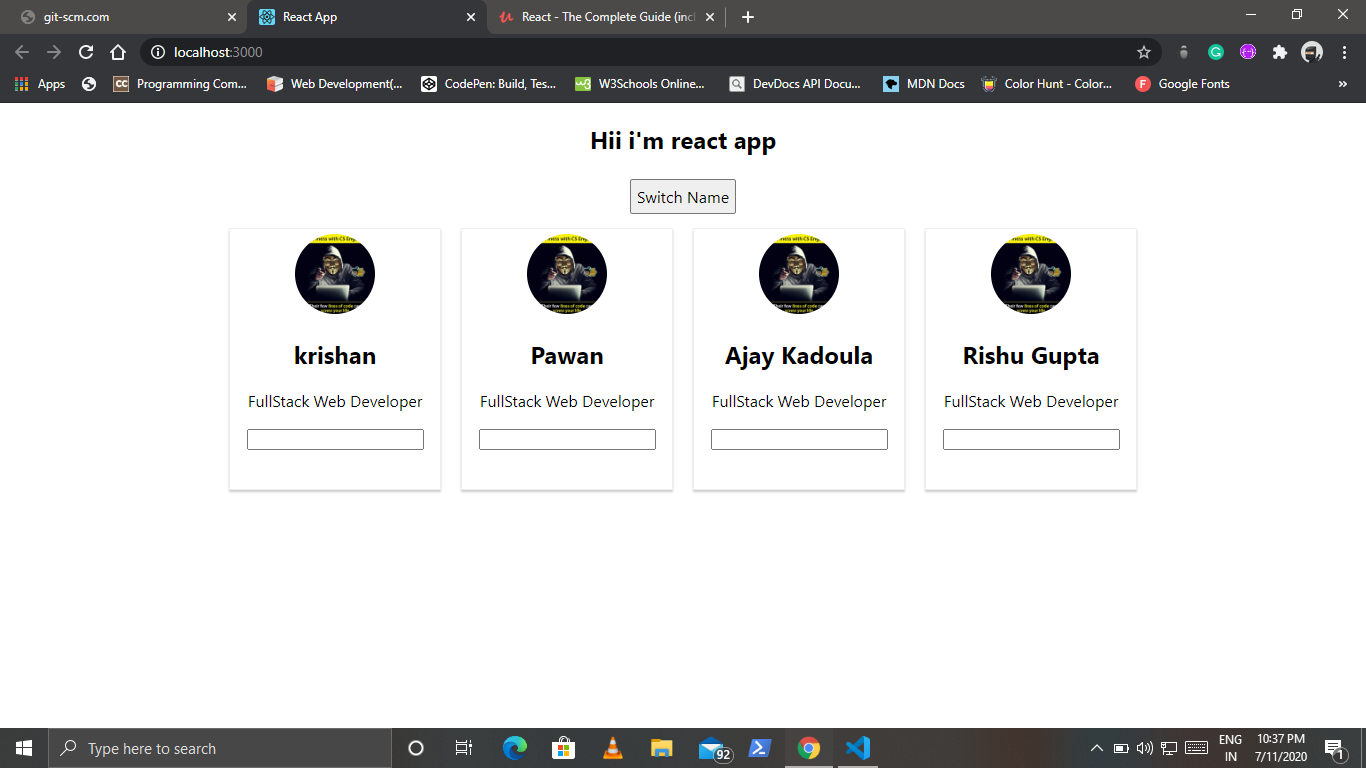 git-scm.com
React App
React - The Complete Guide (incl
localhost:3000
Apps
Programming Com...
Web Development(...
CodePen: Build, Tes...
W3Schools Online...
DevDocs API Docu...
MDN Docs
Color Hunt - Color...
Google Fonts
Hii i'm react app
Switch Name
krishan
FullStack Web Developer
Pawan
FullStack Web Developer
Ajay Kadoula
FullStack Web Developer
Rishu Gupta
FullStack Web Developer
Type here to search
92
ENG
IN
10:37 PM
7/11/2020
1